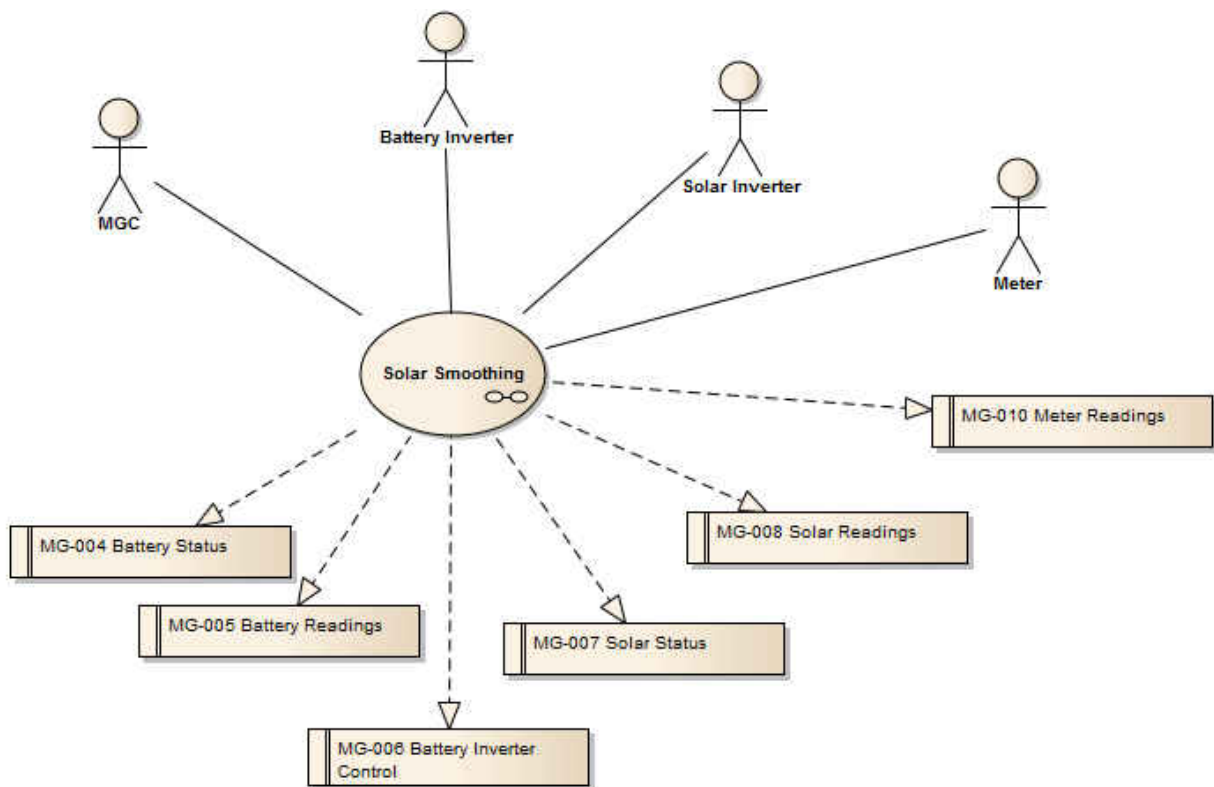 Battery Inverter
Solar Inverter
MGC
Meter
Solar Smoothing
MG-010 Meter Readings
MG-008 Solar Readings
MG-004 Battery Status
MG-005 Battery Readings
MG-007 Solar Status
MG-006 Battery Inverter
Control